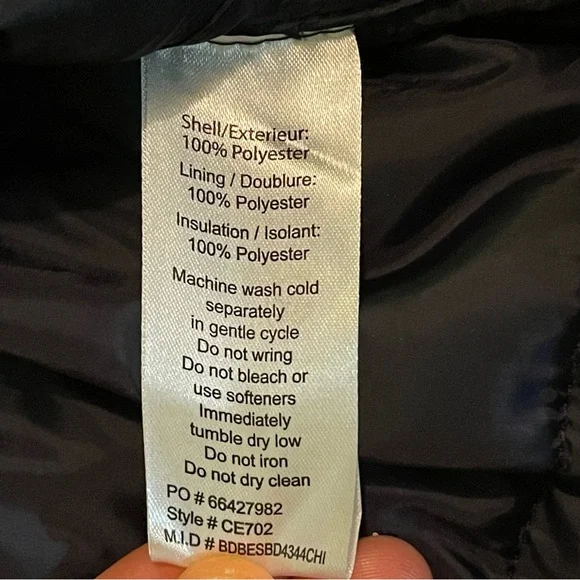 Shell/Exterieur:
100% Polyester
Lining / Doublure:
100% Polyester
Insulation / Isolant:
100% Polyester
Machine wash cold
separately
in gentle cycle
Do not wring
Do not bleach or
use softeners
Immediately
tumble dry low
Do not iron
Do not dry clean
PO # 66427982
Style # CE702
M.I.D # BDBESBD4344CHI